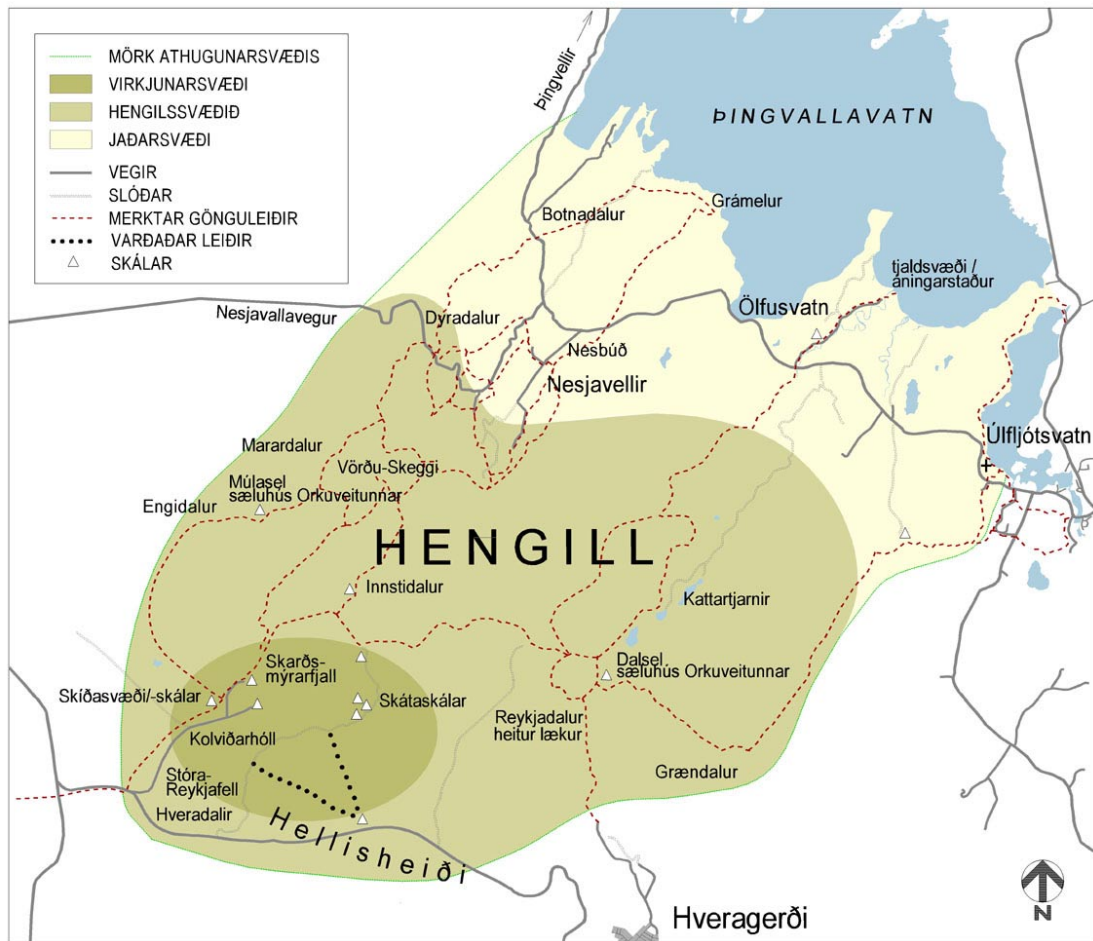 MÖRK ATHUGUNARSVÆÐIS
VIRKJUNARSVÆÐI
HENGILSSVÆÐIÐ
JAÐARSVÆÐI
VEGIR
SLÓÐAR
MERKTAR GÖNGULEIÐIR
VARÐAÐAR LEIÐIR
SKÁLAR
Þingvellir
ÞINGVALLAVATN
Botnadalur
Grámelur
tjaldsvæði /
áningarstaður
Nesjavallavegur
Dyradalur
Ölfusvatn
Nesbúð
Nesjavellir
Úlfljótsvatn
Marardalur
Vörðu-Skeggi
Múlasel
sæluhús Orkuveitunnar
Engidalur
HENGILL
Innstidalur
Kattartjarnir
Skarðs-
mýrarfjall
Dalsel
sæluhús Orkuveitunnar
Skíðasvæði/-skálar
Skátaskálar
Reykjadalur
heitur lækur
Kolviðarhóll
Grændalur
Stóra-
Reykjafell
Hveradalir
Hellisheiði
N
Hveragerði